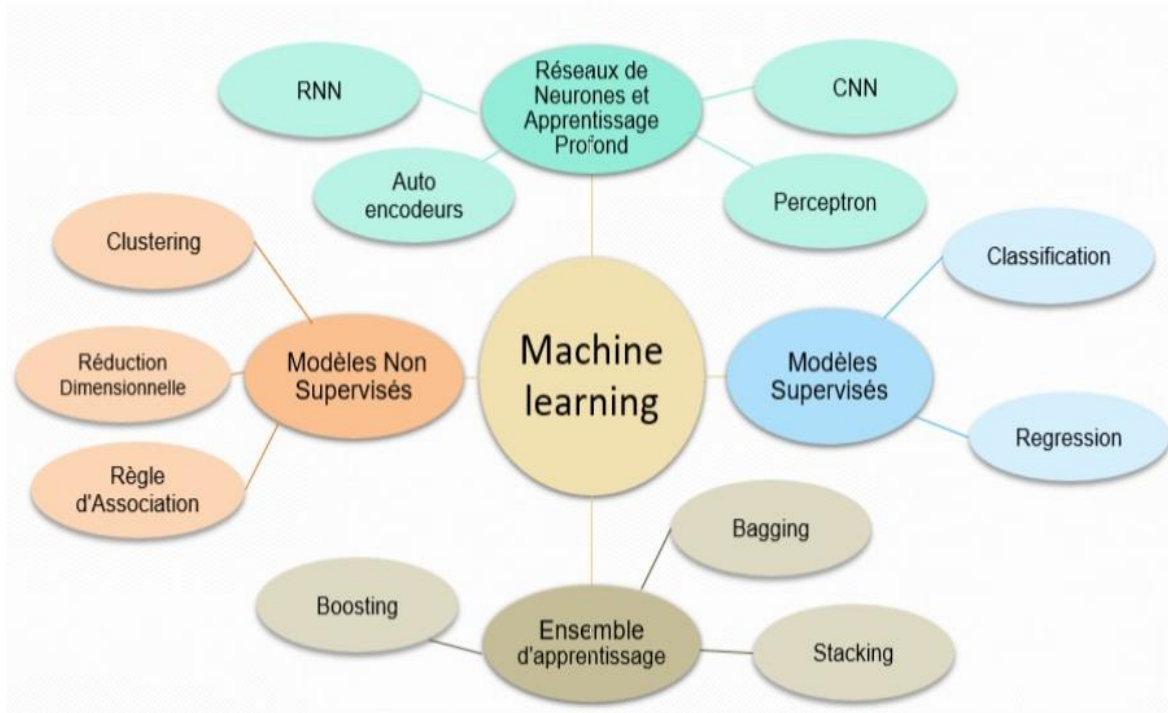 RNN
Réseaux de
Neurones et
Apprentissage
Profond
CNN
Auto
encodeurs
Perceptron
Clustering
Classification
Réduction
Dimensionnelle
Modèles Non
Supervisés
Machine
learning
Modèles
Supervisés
Règle
d'Association
Regression
Bagging
Boosting
Ensemble
d'apprentissage
Stacking